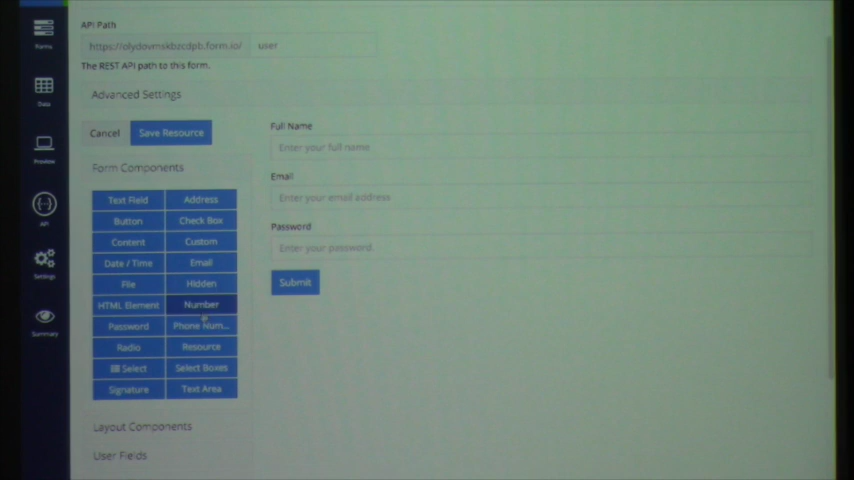 API Path
https://olydovmskbzcdpb.form.io/ user
The REST API path to this form.
Advanced Settings
Cancel Save Resource
Form Components
Text Field Address
Button Check Box
Content Custom
Date / Time Email
File Hidden
HTML Element Number
Password Phone Num...
Radio Resource
Select Select Boxes
Signature Text Area
Layout Components
User Fields
Full Name
Enter your full name
Email
Enter your email address
Password
Enter your password.
Submit
Forms
Data
Preview
API
Settings
Summary